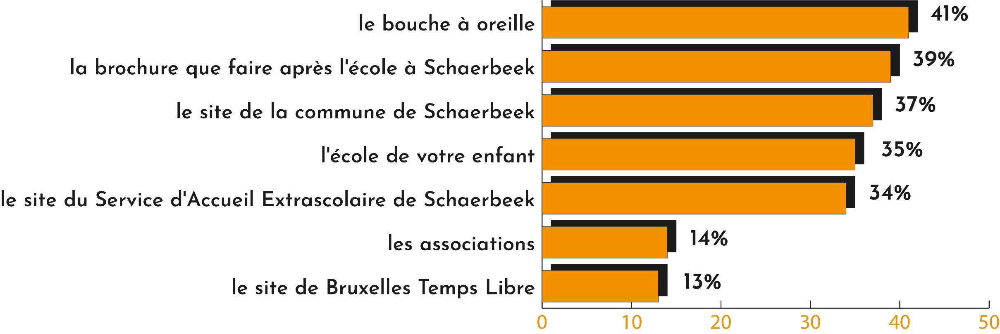 le bouche à oreille 41%
la brochure que faire après l'école à Schaerbeek 39%
le site de la commune de Schaerbeek 37%
l'école de votre enfant 35%
le site du Service d'Accueil Extrascolaire de Schaerbeek 34%
les associations 14%
le site de Bruxelles Temps Libre 13%
0 10 20 30 40 50